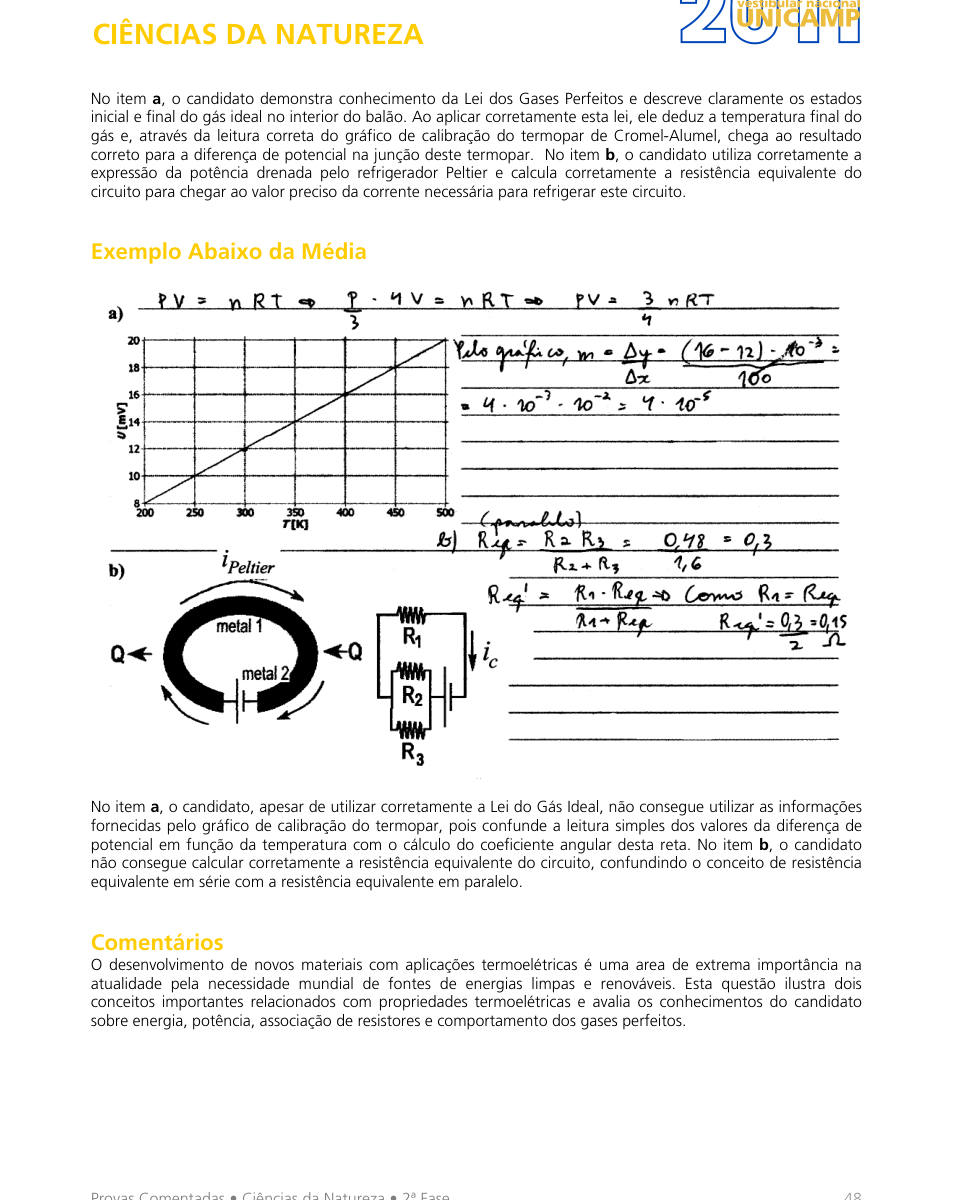 CIÊNCIAS DA NATUREZA
2011
vestibular nacional
UNICAMP
No item a, o candidato demonstra conhecimento da Lei dos Gases Perfeitos e descreve claramente os estados
inicial e final do gás ideal no interior do balão. Ao aplicar corretamente esta lei, ele deduz a temperatura final do
gás e, através da leitura correta do gráfico de calibração do termopar de Cromel-Alumel, chega ao resultado
correto para a diferença de potencial na junção deste termopar. No item b, o candidato utiliza corretamente a
expressão da potência drenada pelo refrigerador Peltier e calcula corretamente a resistência equivalente do
circuito para chegar ao valor preciso da corrente necessária para refrigerar este circuito.
Exemplo Abaixo da Média
a) PV = nRT ⇒ P/3 · 4V = nRT ⇒ PV = 3/4 nRT
20
18
16
14
12
10
8
U [mV]
200 250 300 350 400 450 500
T [K]
Pelo gráfico, m = Δy/Δx = (16-12) · 10⁻³/100 =
= 4 · 10⁻³ · 10⁻² = 4 · 10⁻⁵
(paralelo)
b) Req = R2 R3/R2 + R3 = 0,48/1,6 = 0,3
Req' = R1 · Req/R1 + Req ⇒ Como R1 = Req
Req' = 0,3/2 = 0,15 Ω
b)
iPeltier
metal 1
Q
Q
metal 2
R1
ic
R2
R3
No item a, o candidato, apesar de utilizar corretamente a Lei do Gás Ideal, não consegue utilizar as informações
fornecidas pelo gráfico de calibração do termopar, pois confunde a leitura simples dos valores da diferença de
potencial em função da temperatura com o cálculo do coeficiente angular desta reta. No item b, o candidato
não consegue calcular corretamente a resistência equivalente do circuito, confundindo o conceito de resistência
equivalente em série com a resistência equivalente em paralelo.
Comentários
O desenvolvimento de novos materiais com aplicações termoelétricas é uma area de extrema importância na
atualidade pela necessidade mundial de fontes de energias limpas e renováveis. Esta questão ilustra dois
conceitos importantes relacionados com propriedades termoelétricas e avalia os conhecimentos do candidato
sobre energia, potência, associação de resistores e comportamento dos gases perfeitos.
Provas Comentadas • Ciências da Natureza • 2ª Fase
48